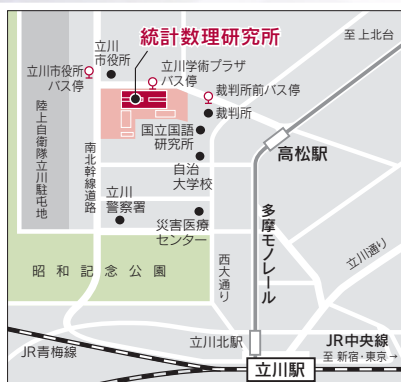 統計数理研究所
至 上北台
立川
市役所
立川市役所
バス停
立川学術プラザ
バス停
裁判所前バス停
裁判所
国立国語
研究所
高松駅
自治
大学校
陸上自衛隊立川駐屯地
南北幹線道路
立川
警察署
災害医療
センター
多摩モノレール
西大通り
立川通り
昭和記念公園
立川北駅
JR中央線
至 新宿・東京→
JR青梅線
立川駅